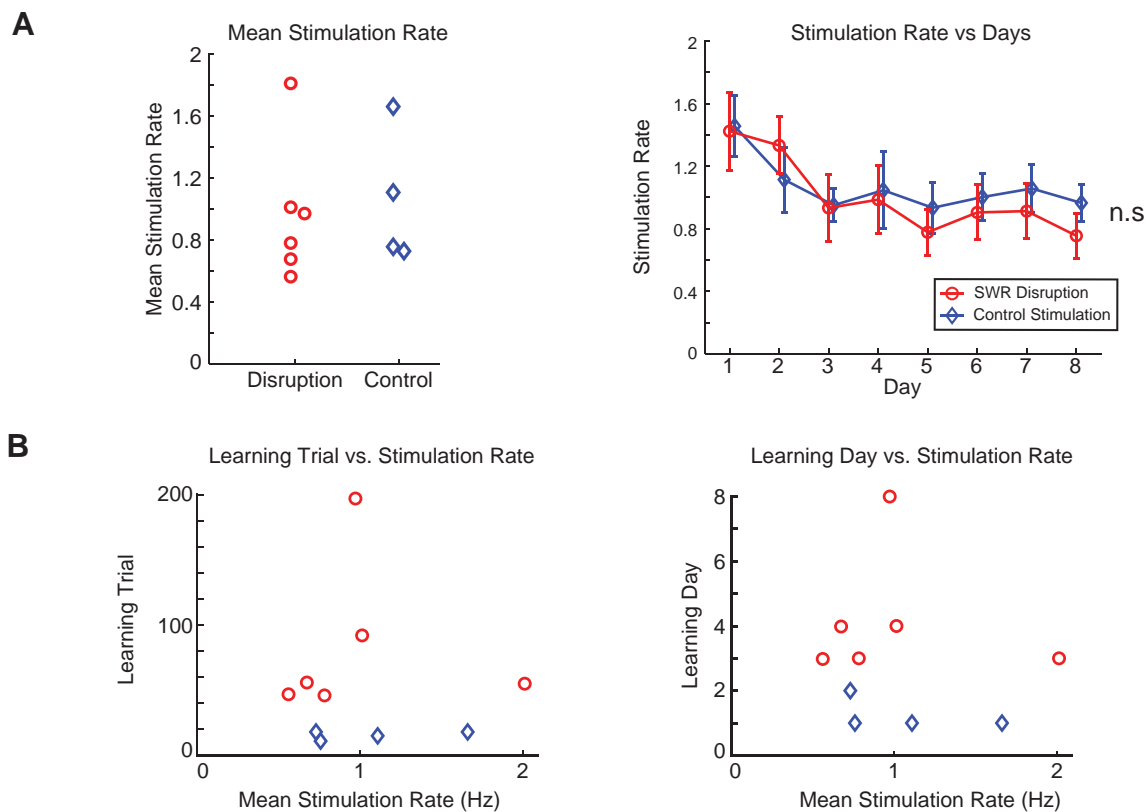 A
Mean Stimulation Rate
Mean Stimulation Rate
2
1.6
1.2
0.8
0.4
0
Disruption Control
Stimulation Rate vs Days
Stimulation Rate
2
1.6
1.2
0.8
0.4
0
1 2 3 4 5 6 7 8
Day
n.s
SWR Disruption
Control Stimulation
B
Learning Trial vs. Stimulation Rate
Learning Trial
200
100
0
0 1 2
Mean Stimulation Rate (Hz)
Learning Day vs. Stimulation Rate
Learning Day
8
6
4
2
0
0 1 2
Mean Stimulation Rate (Hz)